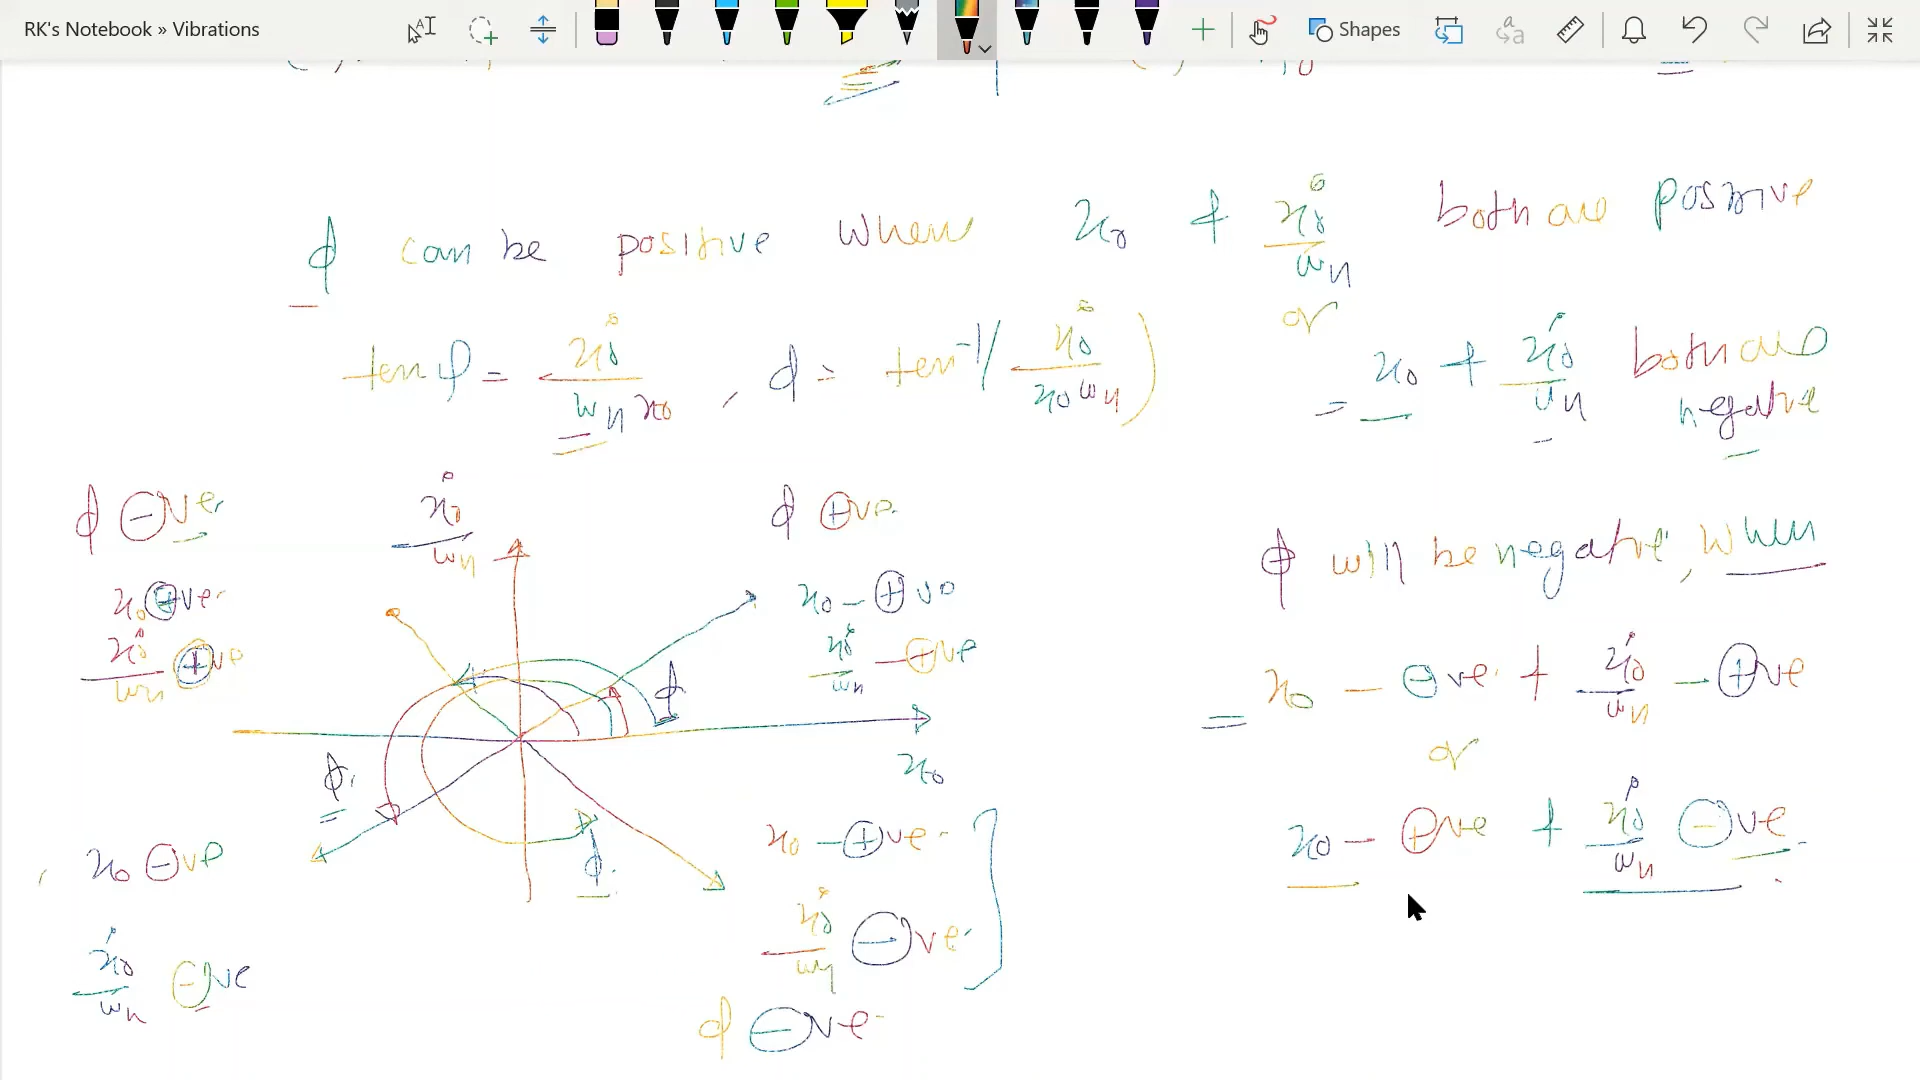 RK's Notebook » Vibrations
Shapes
ϕ can be positive when x₀ & ẋ₀/ωn both are positive
or
tan ϕ = ẋ₀/ωn x₀ , ϕ = tan⁻¹(ẋ₀/x₀ωn)
= x₀ & ẋ₀/ωn both are negative
ϕ ⊖ve
ẋ₀/ωn
ϕ ⊕ve
ϕ will be negative, when
x₀ ⊕ve
ẋ₀/ωn ⊕ve
x₀ - ⊕ve
ẋ₀/ωn - ⊕ve
= x₀ - ⊖ve & ẋ₀/ωn - ⊕ve
or
x₀ - ⊕ve & ẋ₀/ωn ⊖ve
ϕ
x₀
ϕ
ϕ
x₀ ⊖ve
ẋ₀/ωn ⊖ve
x₀ - ⊕ve
ẋ₀/ωn ⊖ve
ϕ ⊖ve